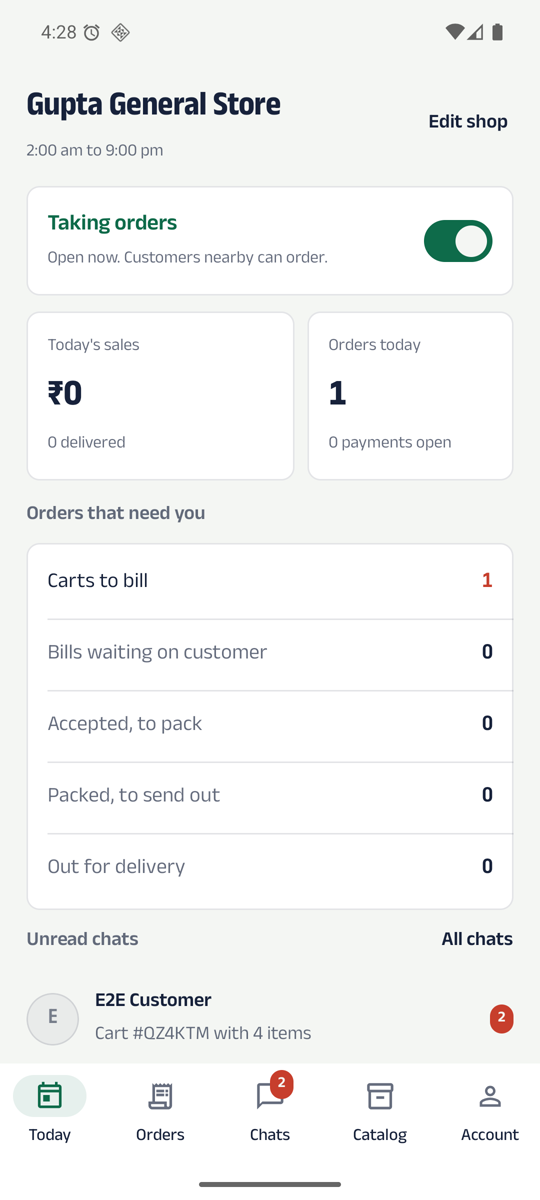 4:28
Gupta General Store
Edit shop
2:00 am to 9:00 pm
Taking orders
Open now. Customers nearby can order.
Today's sales
₹0
0 delivered
Orders today
1
0 payments open
Orders that need you
Carts to bill 1
Bills waiting on customer 0
Accepted, to pack 0
Packed, to send out 0
Out for delivery 0
Unread chats All chats
E
E2E Customer
Cart #QZ4KTM with 4 items
2
2
Today Orders Chats Catalog Account